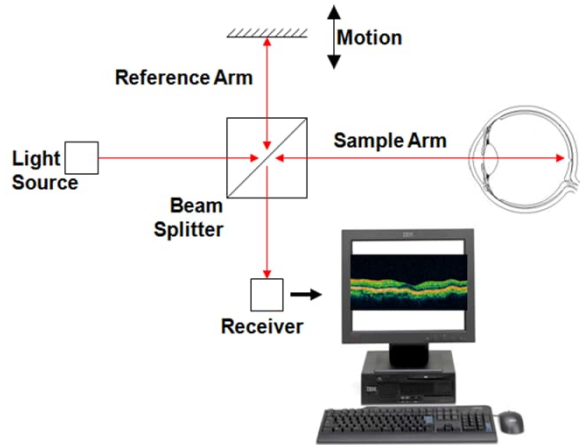 Motion
Reference Arm
Sample Arm
Light
Source
Beam
Splitter
IBM
Receiver
IBM